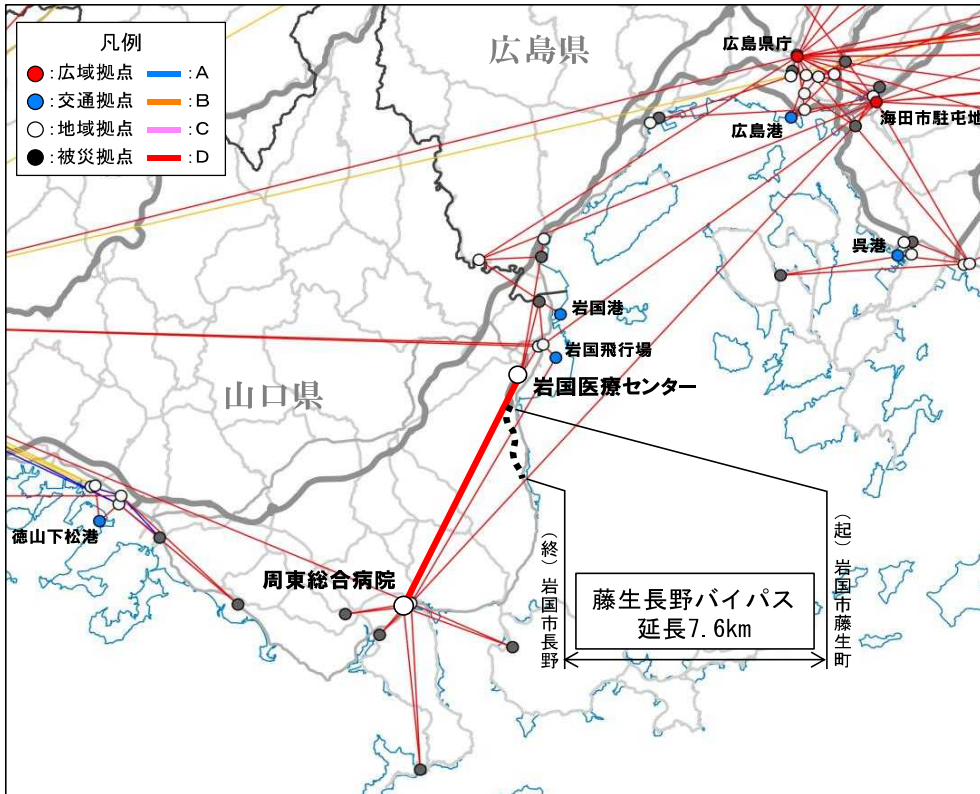 凡例
●:広域拠点 ━:A
●:交通拠点 ━:B
○:地域拠点 ━:C
●:被災拠点 ━:D
広島県
広島県庁
海田市駐屯地
広島港
呉港
岩国港
岩国飛行場
岩国医療センター
山口県
徳山下松港
周東総合病院
(終)岩国市長野
藤生長野バイパス
延長7.6km
(起)岩国市藤生町